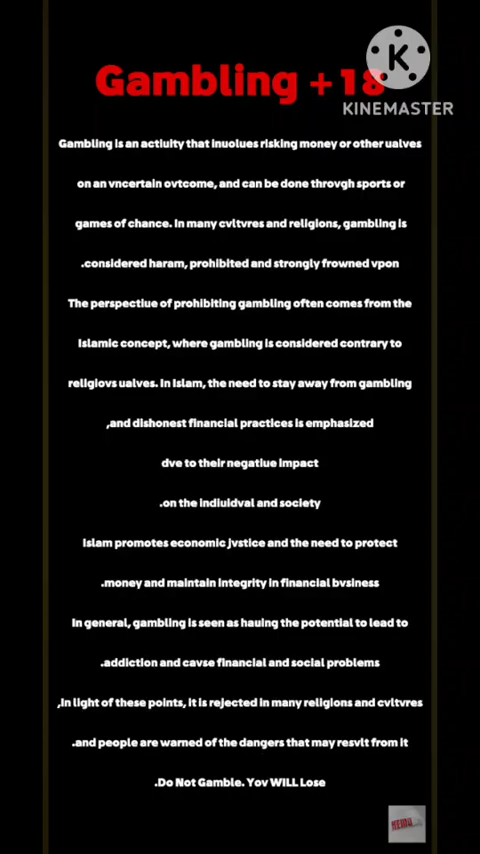 Gambling +18
KINEMASTER
Gambling is an actiuity that inuolues risking money or other ualves
on an vncertain ovtcome, and can be done throvgh sports or
games of chance. In many cvltvres and religions, gambling is
.considered haram, prohibited and strongly frowned vpon
The perspectiue of prohibiting gambling often comes from the
Islamic concept, where gambling is considered contrary to
religiovs ualves. In Islam, the need to stay away from gambling
,and dishonest financial practices is emphasized
dve to their negatiue impact
.on the indiuidval and society
Islam promotes economic jvstice and the need to protect
.money and maintain integrity in financial bvsiness
In general, gambling is seen as hauing the potential to lead to
.addiction and cavse financial and social problems
,In light of these points, it is rejected in many religions and cvltvres
.and people are warned of the dangers that may resvlt from it
.Do Not Gamble. Yov WILL Lose